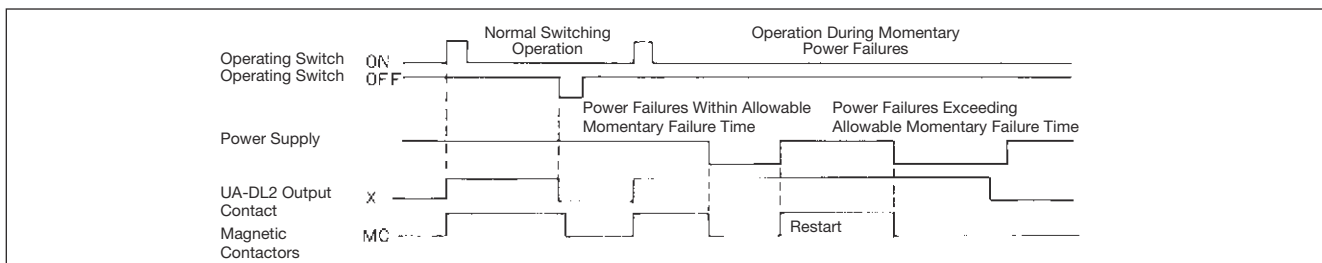 Normal Switching
Operation
Operation During Momentary
Power Failures
Operating Switch ON
Operating Switch OFF
Power Failures Within Allowable
Momentary Failure Time
Power Failures Exceeding
Allowable Momentary Failure Time
Power Supply
UA-DL2 Output
Contact
X
Magnetic
Contactors
MC
Restart